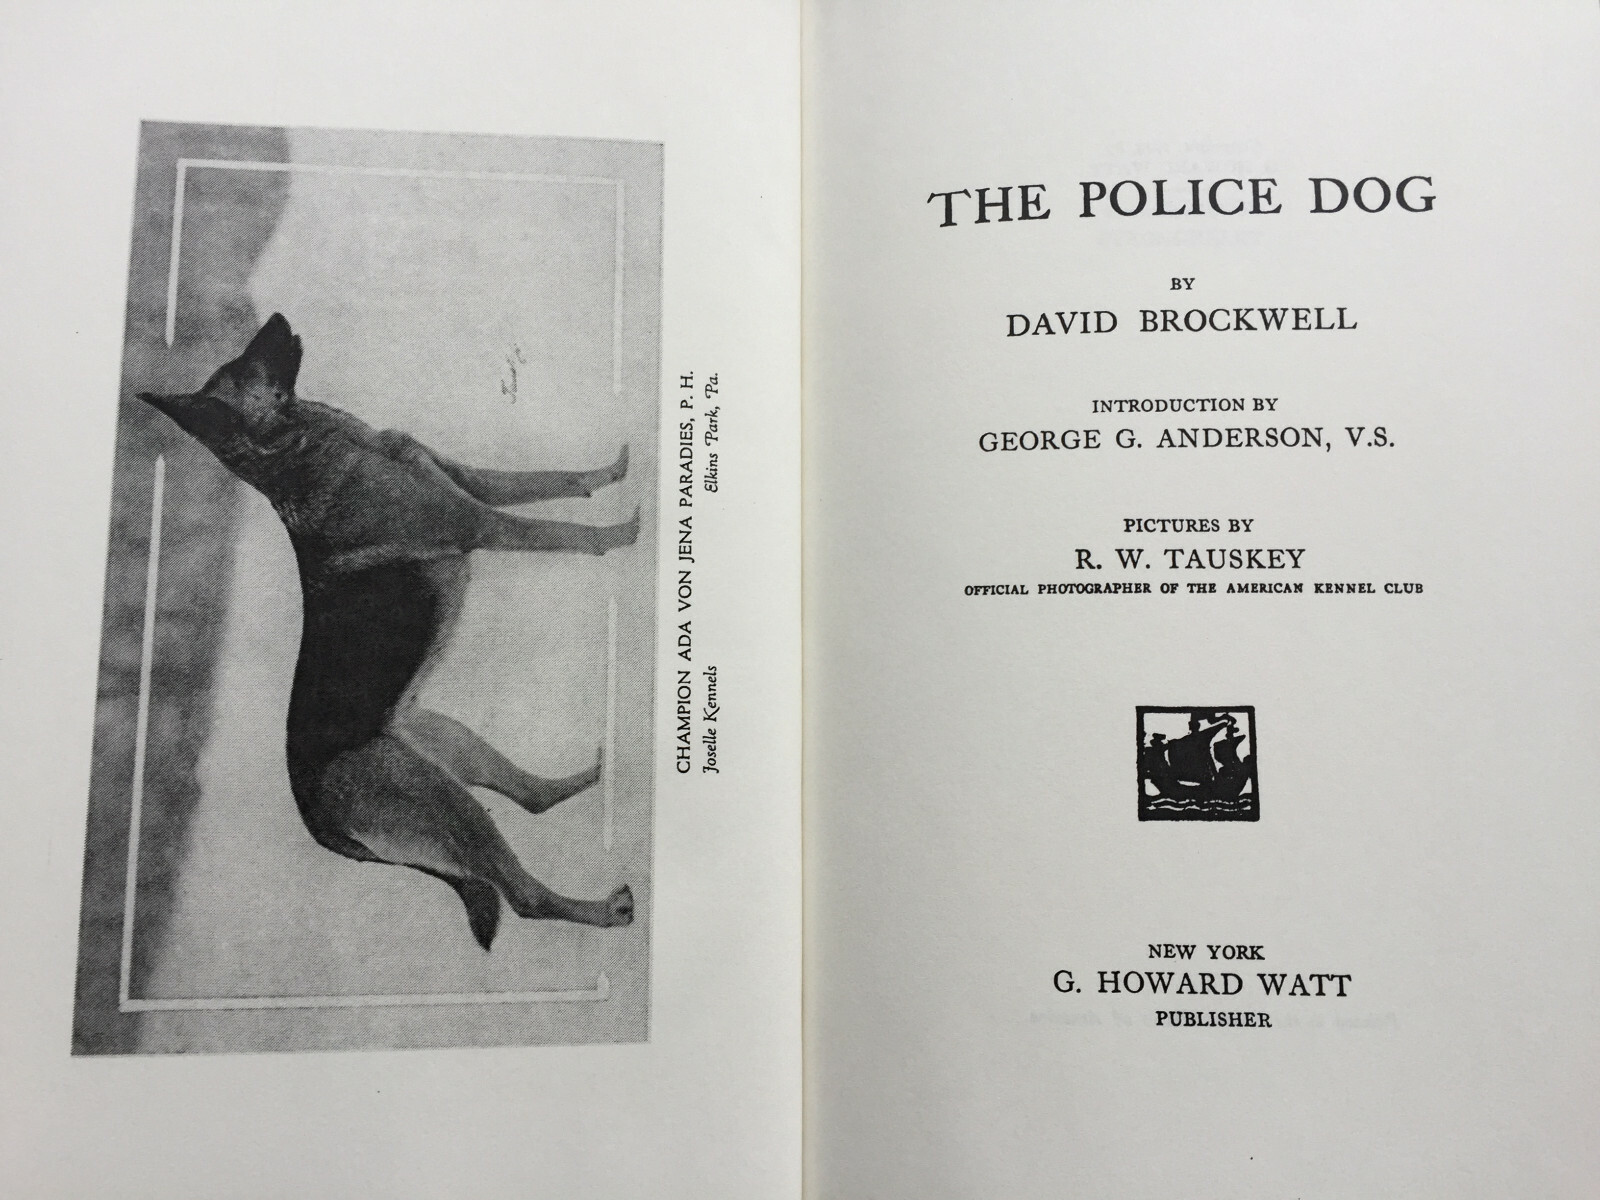 CHAMPION ADA VON JENA PARADIES, P. H.
Joselle Kennels Elkins Park, Pa.
THE POLICE DOG
BY
DAVID BROCKWELL
INTRODUCTION BY
GEORGE G. ANDERSON, V.S.
PICTURES BY
R. W. TAUSKEY
OFFICIAL PHOTOGRAPHER OF THE AMERICAN KENNEL CLUB
NEW YORK
G. HOWARD WATT
PUBLISHER